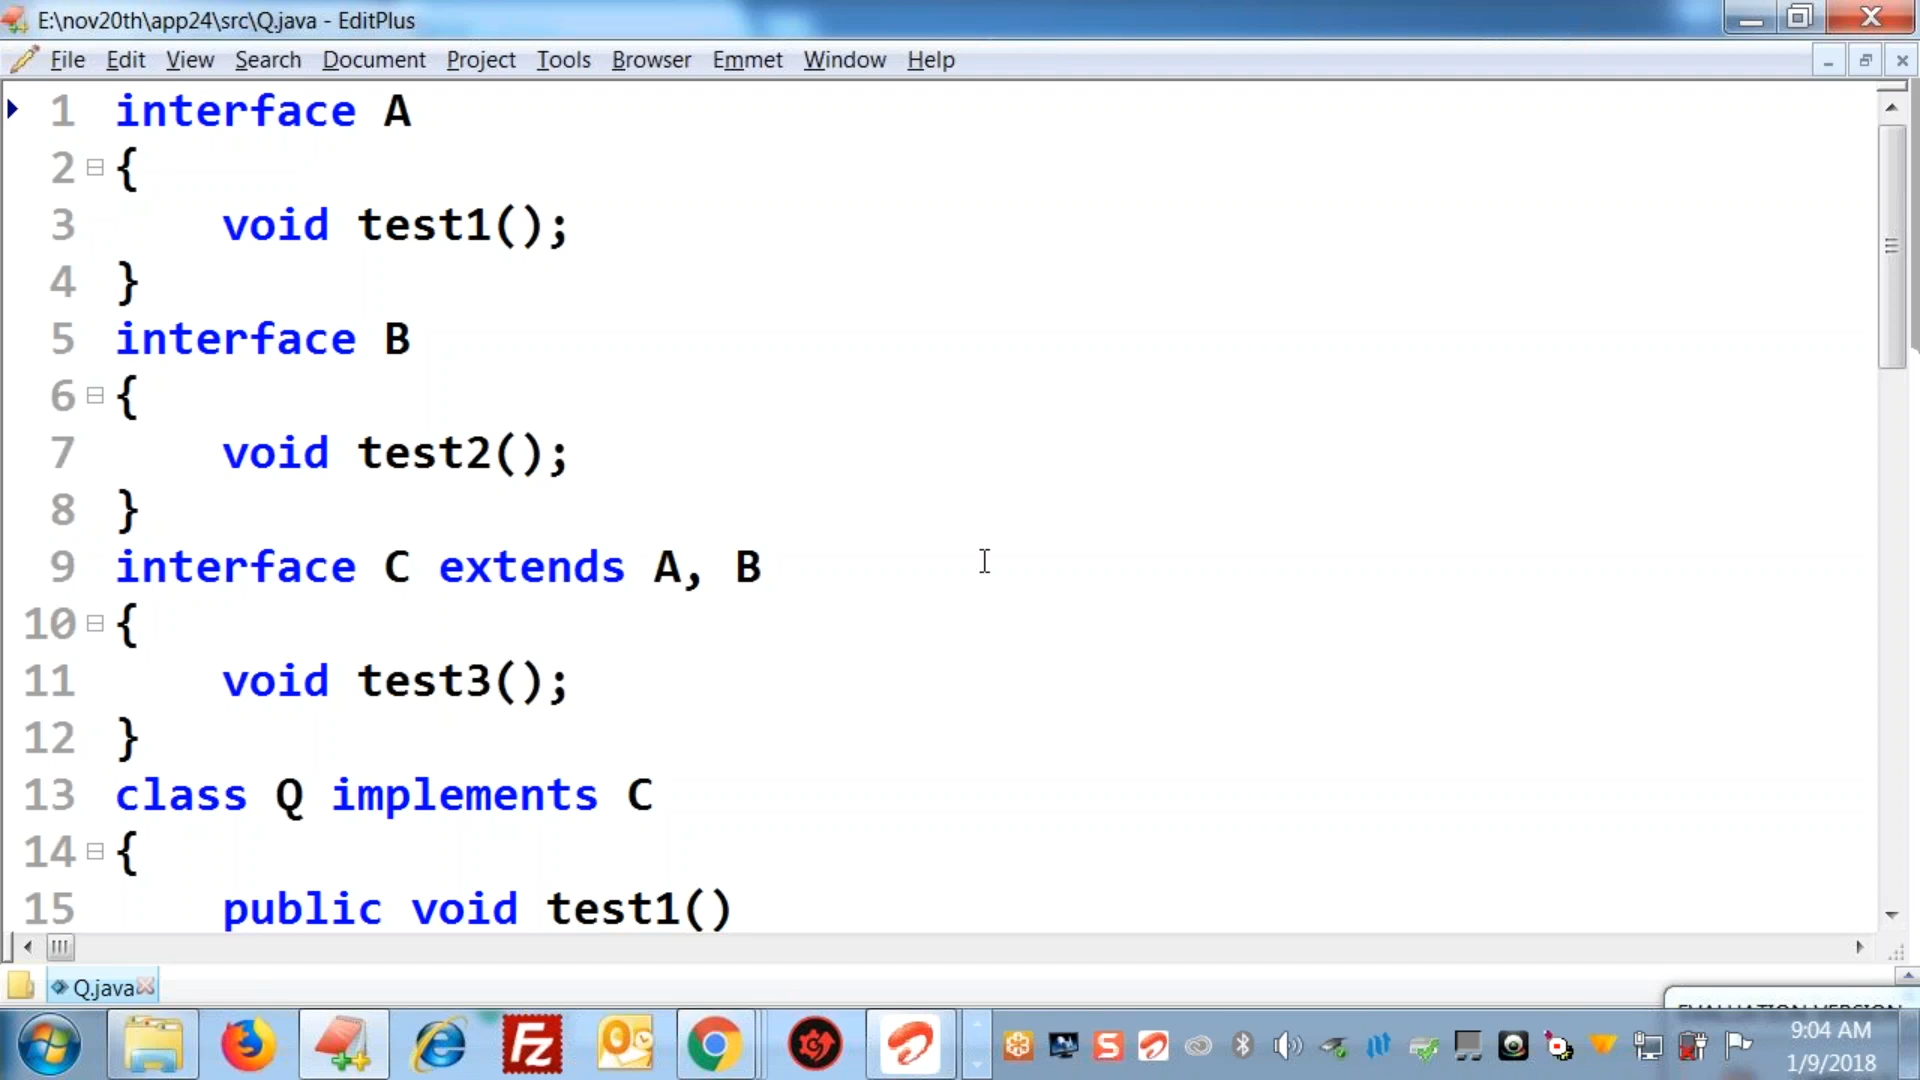 E:\nov20th\app24\src\Q.java - EditPlus
File Edit View Search Document Project Tools Browser Emmet Window Help
1 interface A
2 {
3 void test1();
4 }
5 interface B
6 {
7 void test2();
8 }
9 interface C extends A, B
10 {
11 void test3();
12 }
13 class Q implements C
14 {
15 public void test1()
Q.java
EVALUATION VERSION
9:04 AM
1/9/2018